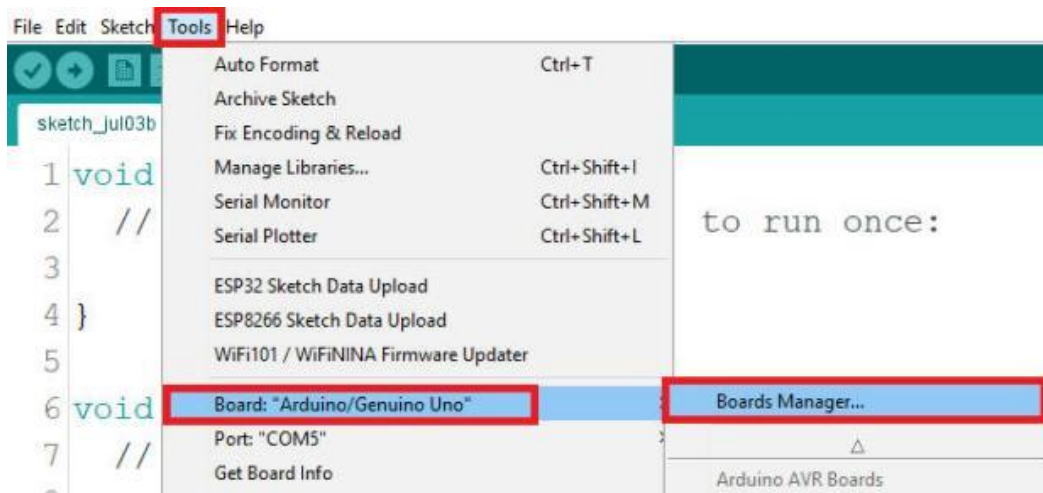 File Edit Sketch Tools Help
Auto Format Ctrl+T
Archive Sketch
sketch_jul03b
Fix Encoding & Reload
1 void
Manage Libraries... Ctrl+Shift+I
Serial Monitor Ctrl+Shift+M
2 // to run once:
Serial Plotter Ctrl+Shift+L
3
ESP32 Sketch Data Upload
4 }
ESP8266 Sketch Data Upload
5
WiFi101 / WiFiNINA Firmware Updater
6 void
Board: "Arduino/Genuino Uno"
Boards Manager...
Port: "COM5"
7 //
Get Board Info
Arduino AVR Boards